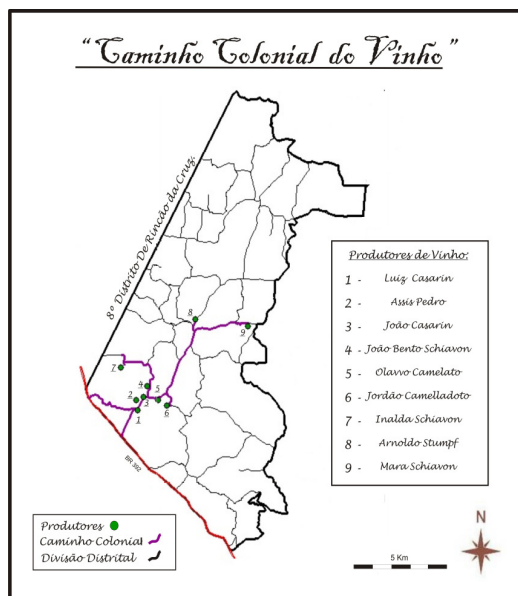 "Caminho Colonial do Vinho"
8º Distrito De Rincão da Cruz.
Produtores de Vinho:
1 - Luiz Casarin
2 - Assis Pedro
3 - João Casarin
4 - João Bento Schiavon
5 - Olavvo Camelato
6 - Jordão Camelladoto
7 - Inalda Schiavon
8 - Arnoldo Stumpf
9 - Mara Schiavon
8
9
7
4
2
3
5
6
1
BR 392
Produtores
Caminho Colonial
Divisão Distrital
5 Km
N